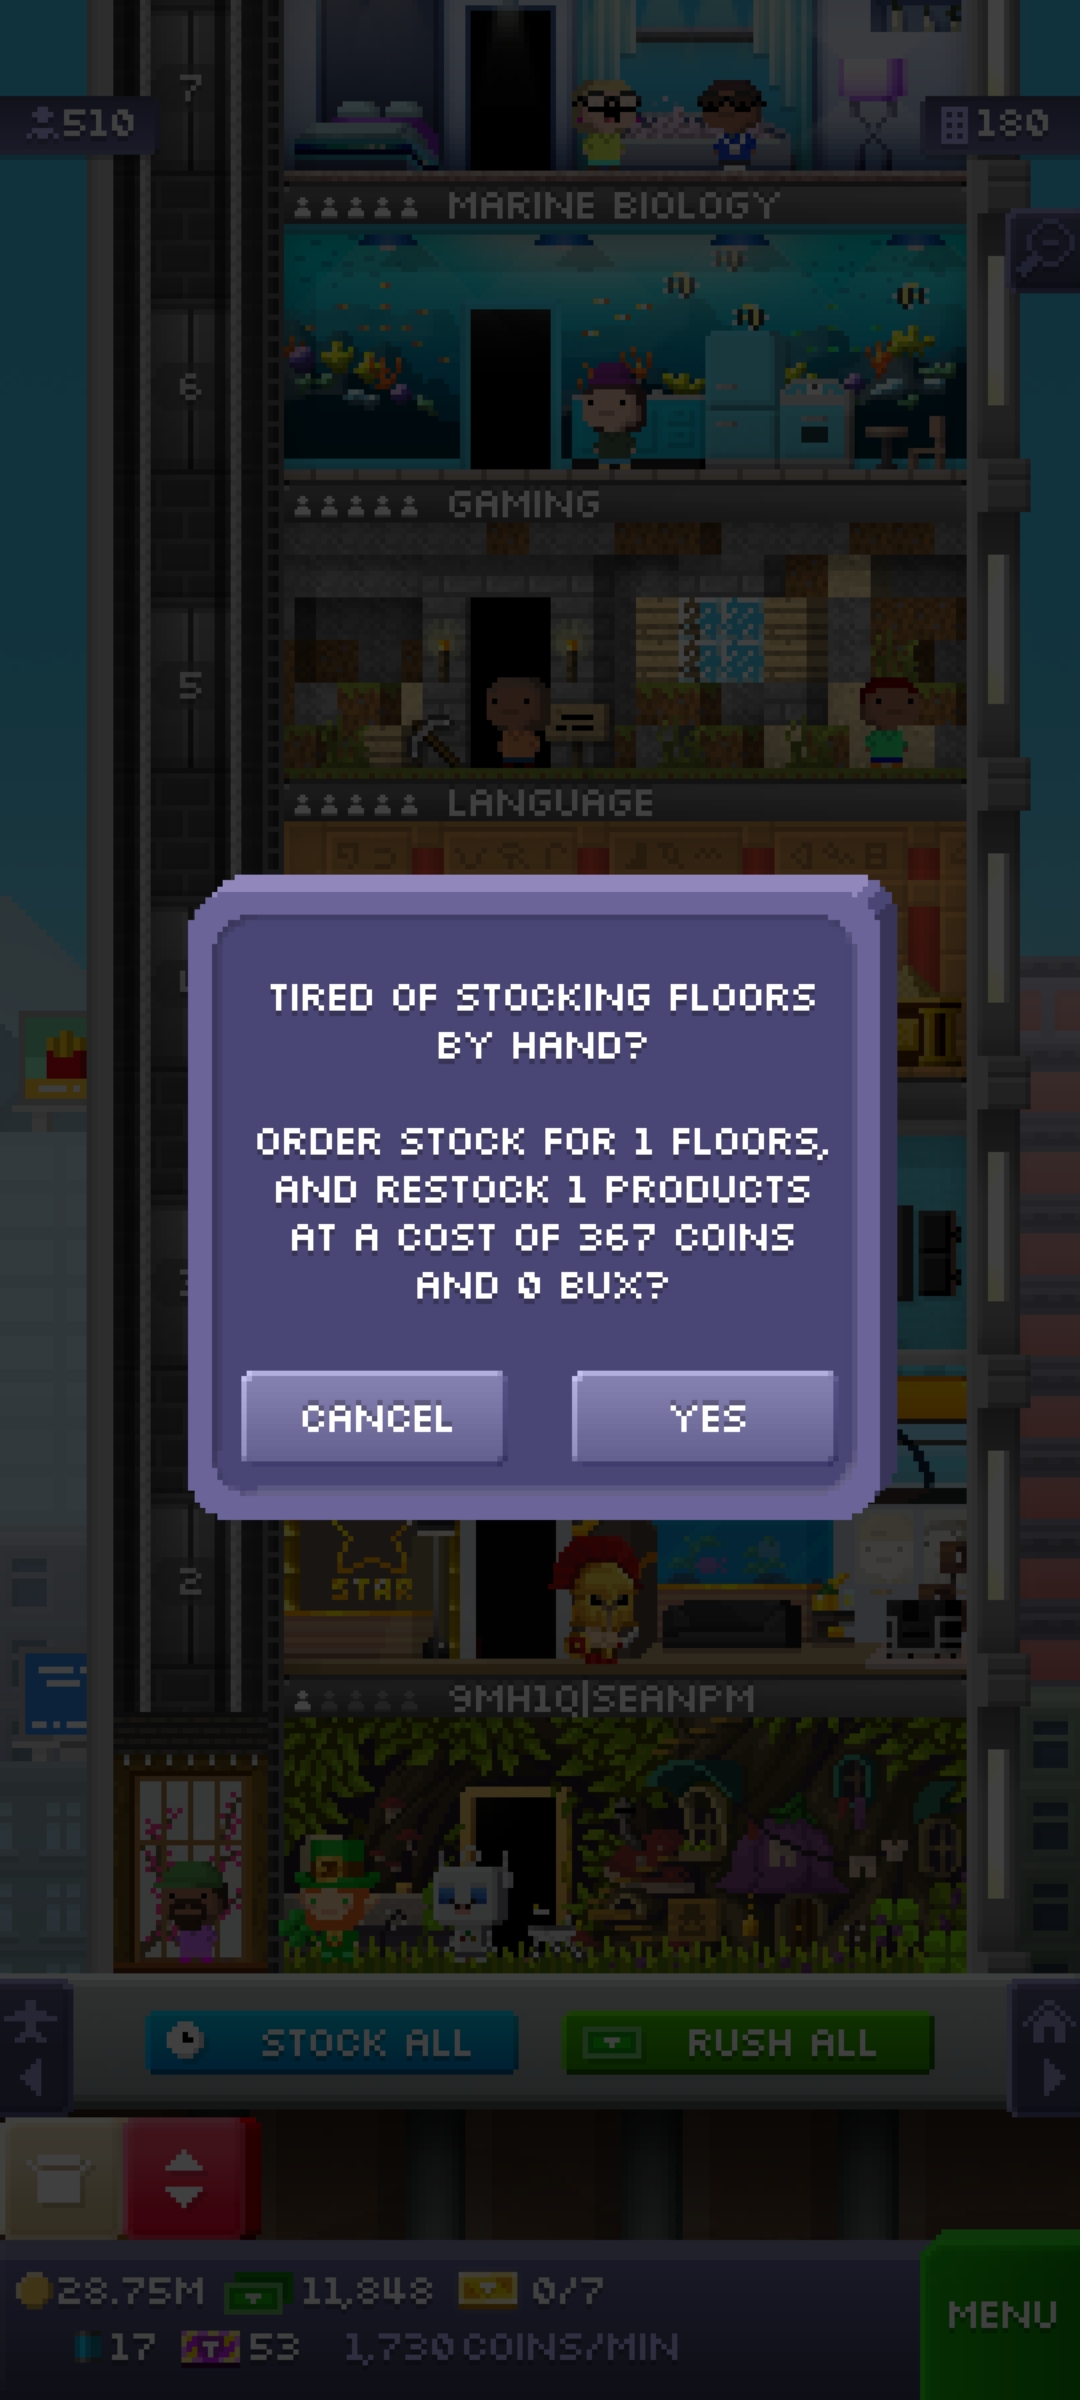 7
510
180
MARINE BIOLOGY
6
GAMING
5
LANGUAGE
TIRED OF STOCKING FLOORS
BY HAND?
ORDER STOCK FOR 1 FLOORS,
AND RESTOCK 1 PRODUCTS
AT A COST OF 367 COINS
AND 0 BUX?
CANCEL
YES
2
STAR
9MH1Q|SEANPM
STOCK ALL
RUSH ALL
28.75M
11,848
0/7
MENU
17
53
1,730 COINS/MIN